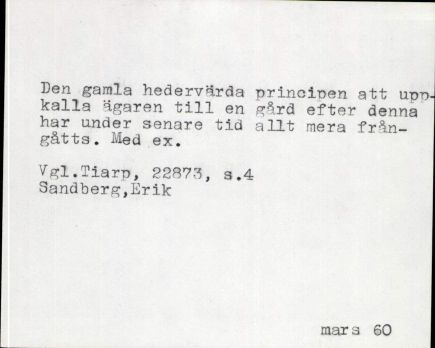 Den gamla hedervärda principen att upp-
kalla ägaren till en gård efter denna
har under senare tid allt mera från-
gåtts. Med ex.
Vgl.Tiarp, 22873, s.4
Sandberg,Erik
mars 60